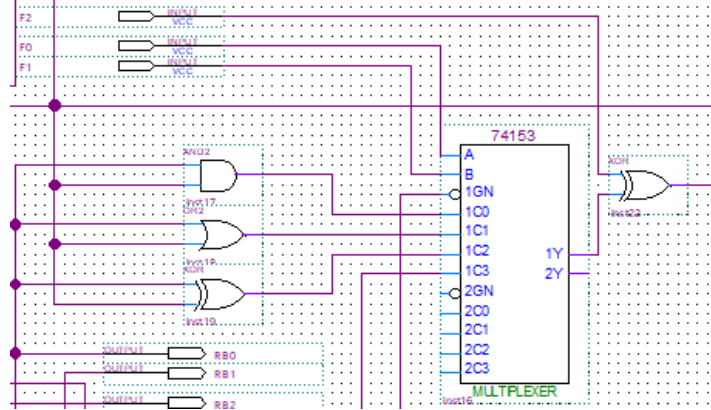 F2 INPUT VCC
F0 INPUT VCC
F1 INPUT VCC
74153
AND2
inst17
OR2
inst18
XOR
inst19
A
B
1GN
1C0
1C1
1C2
1C3
2GN
2C0
2C1
2C2
2C3
1Y
2Y
MULTIPLEXER
inst16
XOR
inst22
OUTPUT RB0
OUTPUT RB1
OUTPUT RB2